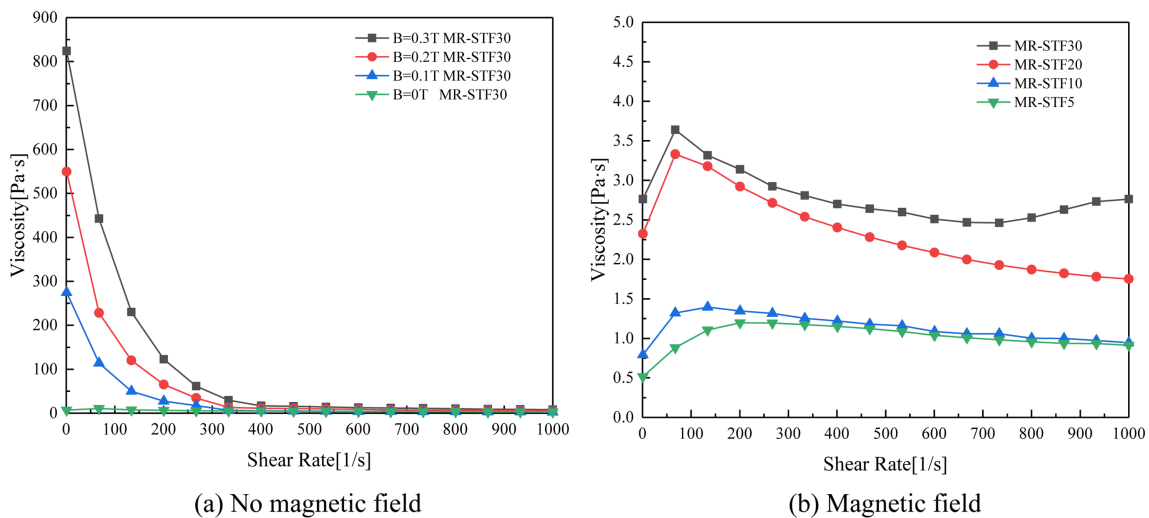 900
800
700
600
500
400
300
200
100
0
Viscosity[Pa·s]
B=0.3T MR-STF30
B=0.2T MR-STF30
B=0.1T MR-STF30
B=0T MR-STF30
0 100 200 300 400 500 600 700 800 900 1000
Shear Rate[1/s]
(a) No magnetic field
5.0
4.5
4.0
3.5
3.0
2.5
2.0
1.5
1.0
0.5
0.0
Viscosity[Pa·s]
MR-STF30
MR-STF20
MR-STF10
MR-STF5
0 100 200 300 400 500 600 700 800 900 1000
Shear Rate[1/s]
(b) Magnetic field